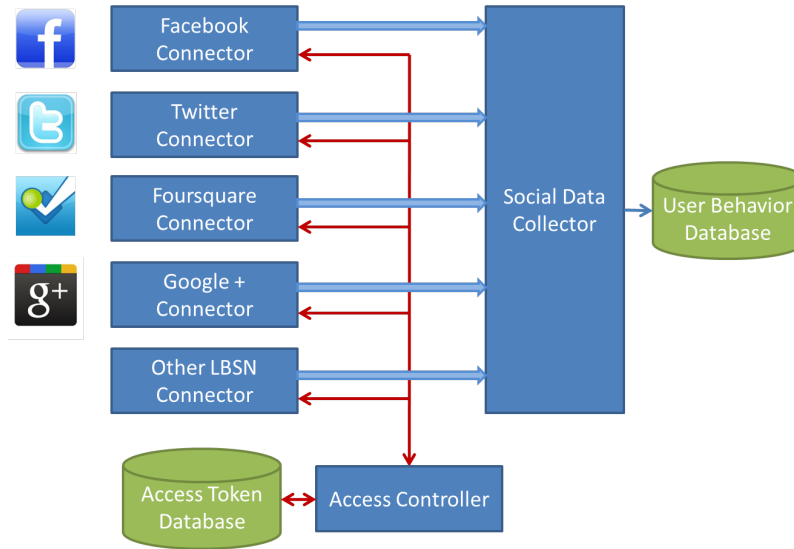 f
Facebook
Connector
t
Twitter
Connector
Foursquare
Connector
g+
Google +
Connector
Other LBSN
Connector
Social Data
Collector
User Behavior
Database
Access Token
Database
Access Controller